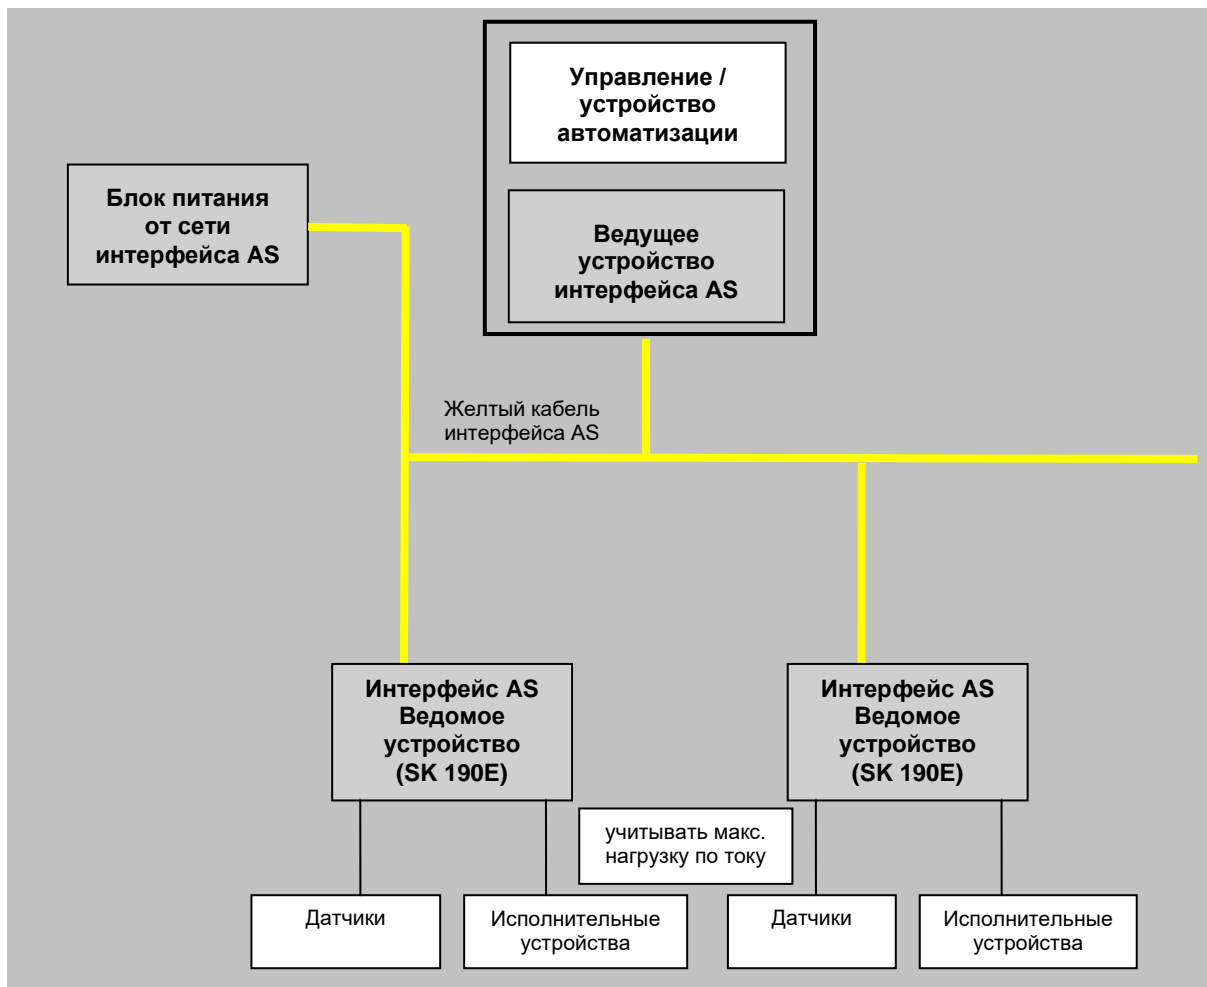 Управление /
устройство
автоматизации
Блок питания
от сети
интерфейса AS
Ведущее
устройство
интерфейса AS
Желтый кабель
интерфейса AS
Интерфейс AS
Ведомое
устройство
(SK 190E)
Интерфейс AS
Ведомое
устройство
(SK 190E)
учитывать макс.
нагрузку по току
Датчики
Исполнительные
устройства
Датчики
Исполнительные
устройства